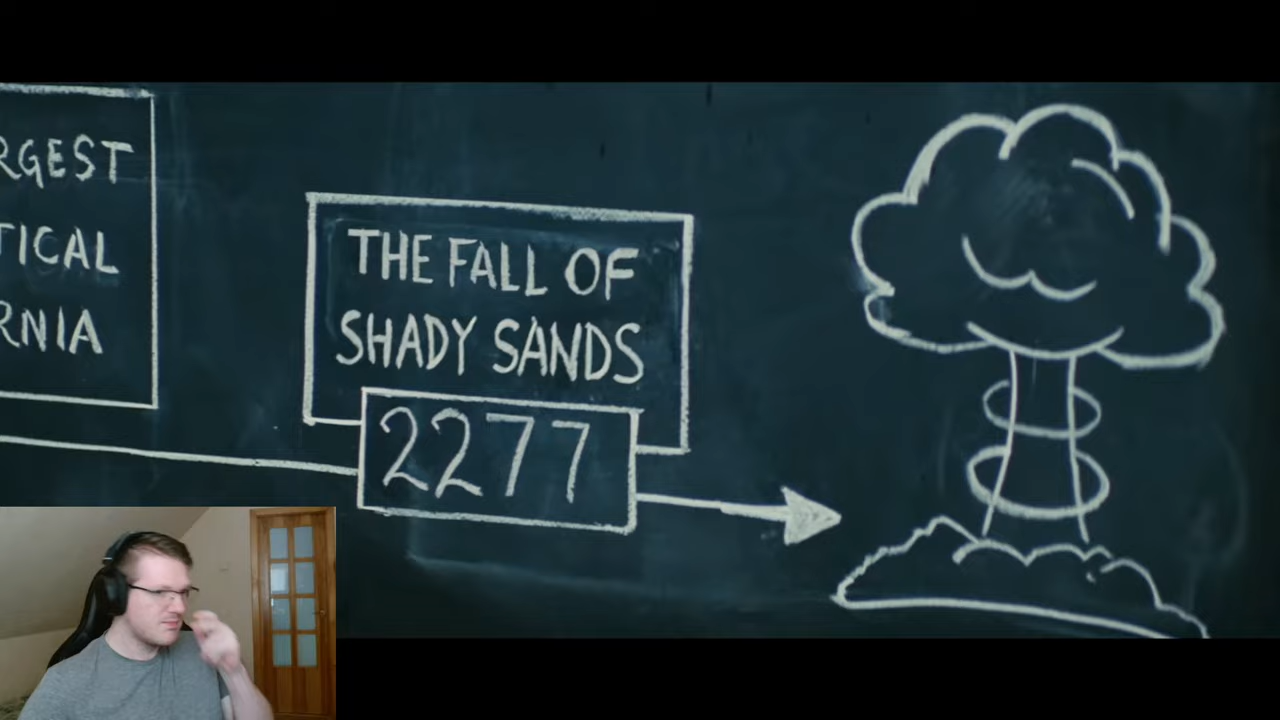 RGEST
TICAL
RNIA
THE FALL OF
SHADY SANDS
2277